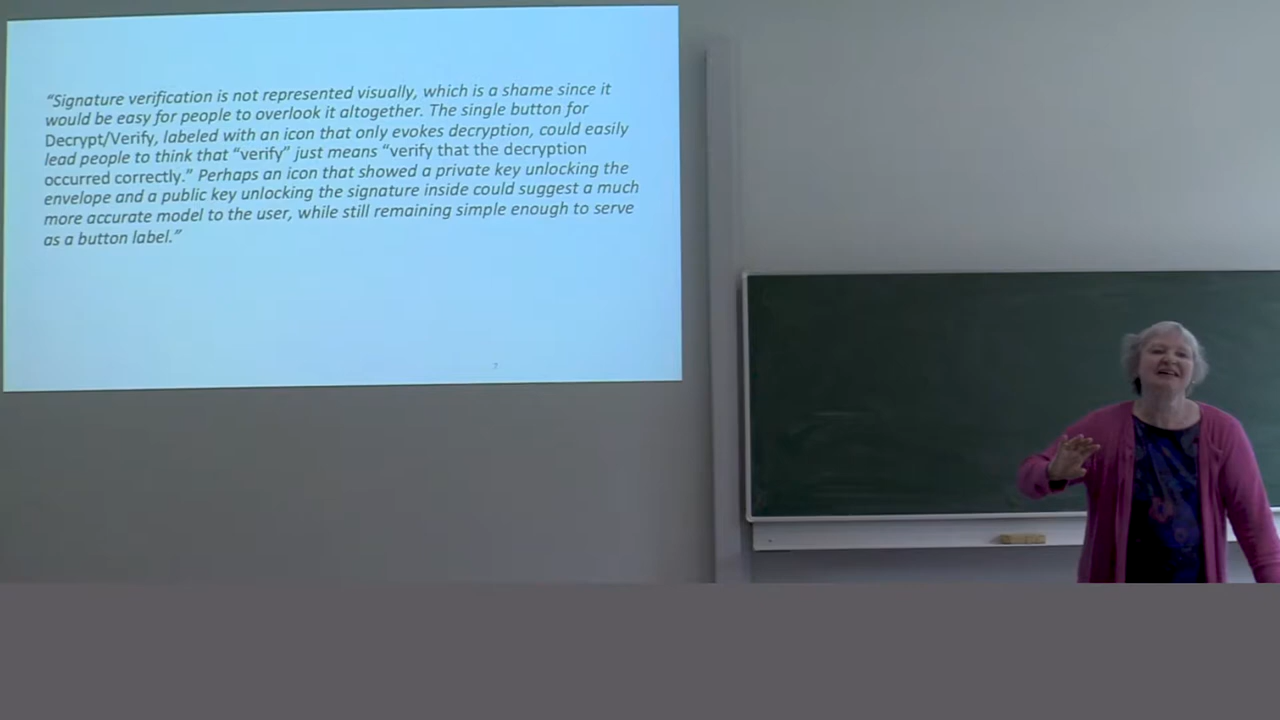 “Signature verification is not represented visually, which is a shame since it
would be easy for people to overlook it altogether. The single button for
Decrypt/Verify, labeled with an icon that only evokes decryption, could easily
lead people to think that “verify” just means “verify that the decryption
occurred correctly.” Perhaps an icon that showed a private key unlocking the
envelope and a public key unlocking the signature inside could suggest a much
more accurate model to the user, while still remaining simple enough to serve
as a button label.”
7